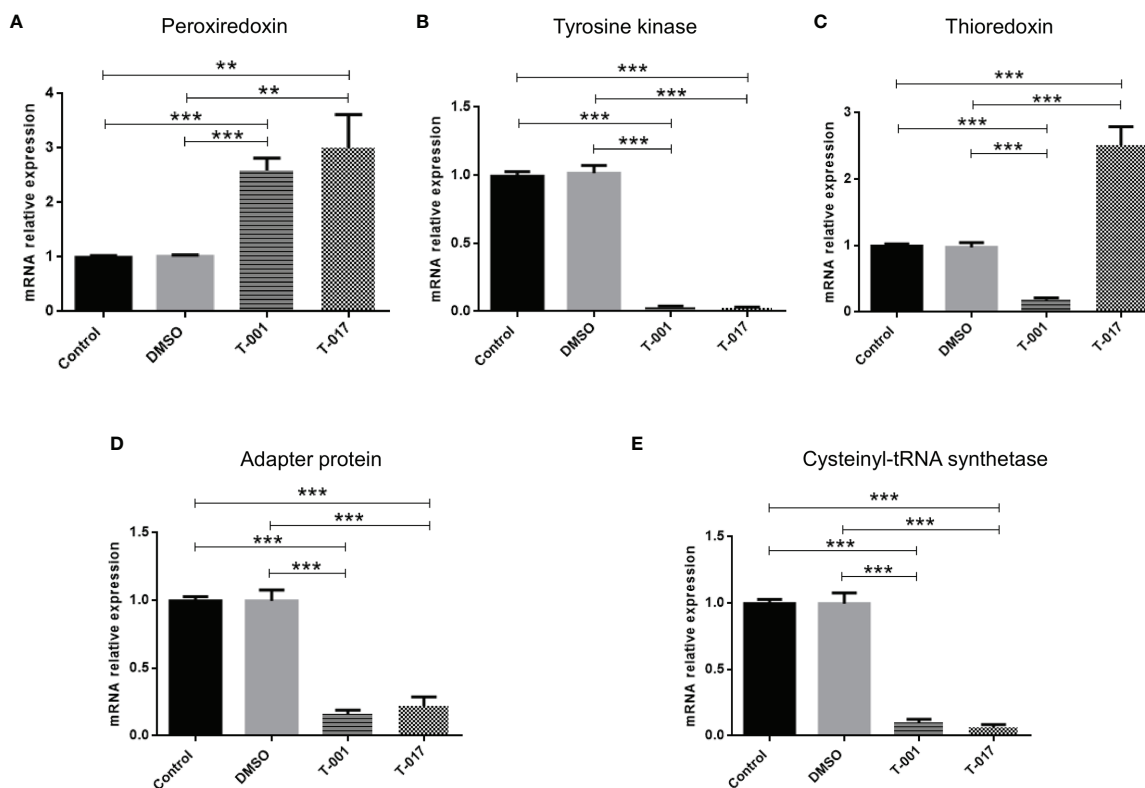 A
Peroxiredoxin
**
**
***
***
mRNA relative expression
4
3
2
1
0
Control
DMSO
T-001
T-017
B
Tyrosine kinase
***
***
***
***
mRNA relative expression
1.5
1.0
0.5
0.0
Control
DMSO
T-001
T-017
C
Thioredoxin
***
***
***
***
mRNA relative expression
3
2
1
0
Control
DMSO
T-001
T-017
D
Adapter protein
***
***
***
***
mRNA relative expression
1.5
1.0
0.5
0.0
Control
DMSO
T-001
T-017
E
Cysteinyl-tRNA synthetase
***
***
***
***
mRNA relative expression
1.5
1.0
0.5
0.0
Control
DMSO
T-001
T-017